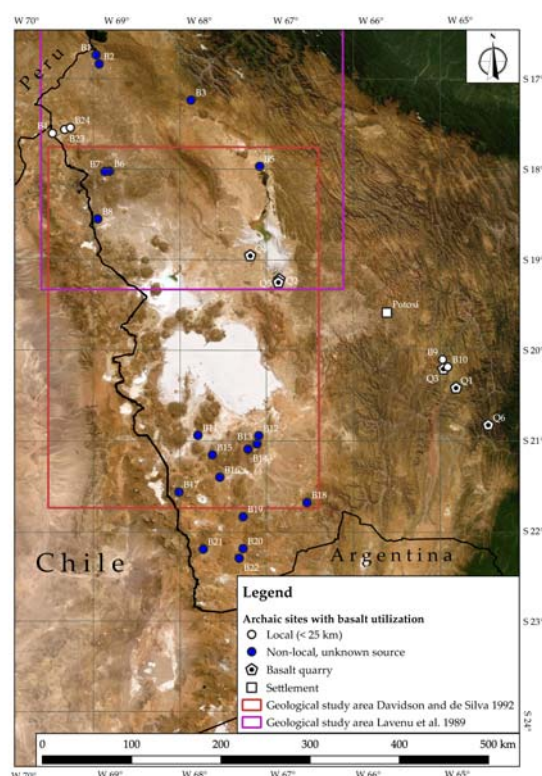 W 70° W 69° W 68° W 67° W 66° W 65°
B1
B2
S 17°
Peru
B3
B24
B23
B5
S 18°
B7 B6
B8
S 19°
Potosí
S 20°
B9
B10
Q3
Q1
Q6
B12
S 21°
B13
B15
B14
B16
B17
B18
B19
S 22°
B21
B20
B22
Chile
Argentina
Legend
Archaic sites with basalt utilization
Local (< 25 km)
Non-local, unknown source
Basalt quarry
Settlement
Geological study area Davidson and de Silva 1992
Geological study area Lavenu et al. 1989
S 23°
S 24°
0 100 200 300 400 500 km
W 70° W 69° W 68° W 67° W 66° W 65°